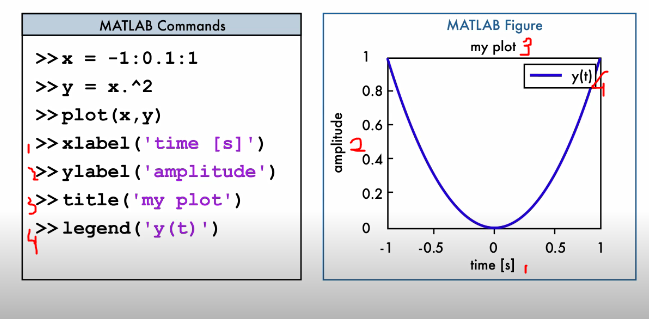 MATLAB Commands
>>x = -1:0.1:1
>>y = x.^2
>>plot(x,y)
1 >>xlabel('time [s]')
2 >>ylabel('amplitude')
3 >>title('my plot')
4 >>legend('y(t)')
MATLAB Figure
my plot 3
y(t) 4
1
0.8
0.6
0.4
0.2
0
amplitude 2
-1 -0.5 0 0.5 1
time [s] 1